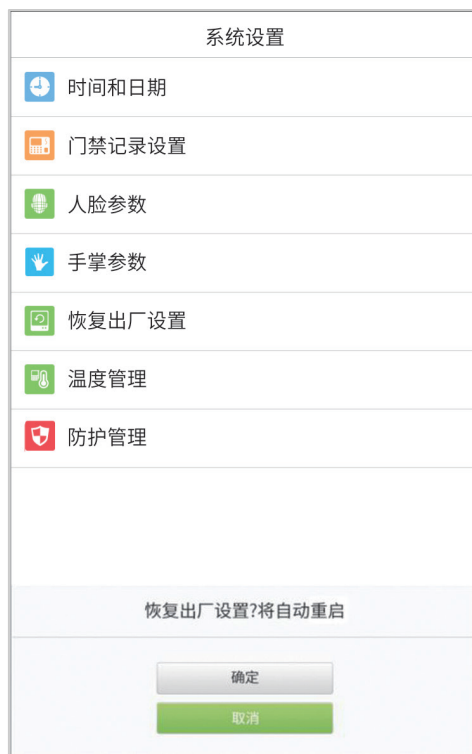 系统设置
时间和日期
门禁记录设置
人脸参数
手掌参数
恢复出厂设置
温度管理
防护管理
恢复出厂设置?将自动重启
确定
取消